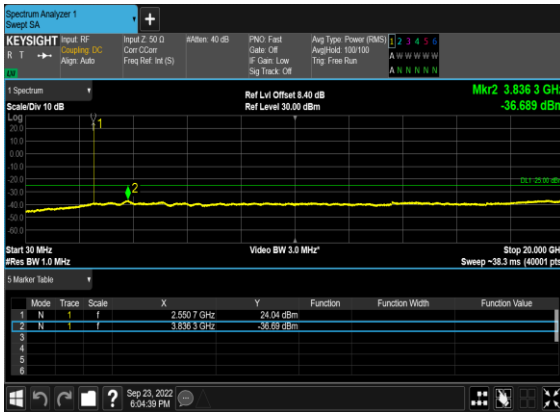 Spectrum Analyzer 1
Swept SA
KEYSIGHT
R T
Input: RF
Coupling: DC
Align: Auto
Input Z: 50 Ω
Corr CCorr
Freq Ref: Int (S)
#Atten: 40 dB
PNO: Fast
Gate: Off
IF Gain: Low
Sig Track: Off
Avg Type: Power (RMS)
Avg|Hold: 100/100
Trig: Free Run
1 2 3 4 5 6
A W W W W W
A N N N N N
1 Spectrum
Scale/Div 10 dB
Ref Lvl Offset 8.40 dB
Ref Level 30.00 dBm
Mkr2 3.836 3 GHz
-36.689 dBm
Log
20.0
10.0
0.00
-10.0
-20.0
-30.0
-40.0
-50.0
-60.0
1
2
DL1 -25.00 dBm
Start 30 MHz
#Res BW 1.0 MHz
Video BW 3.0 MHz*
Stop 20.000 GHz
Sweep ~38.3 ms (40001 pts)
5 Marker Table
Mode Trace Scale X Y Function Function Width Function Value
1 N 1 f 2.550 7 GHz 24.04 dBm
2 N 1 f 3.836 3 GHz -36.69 dBm
3
4
5
6
Sep 23, 2022
6:04:39 PM